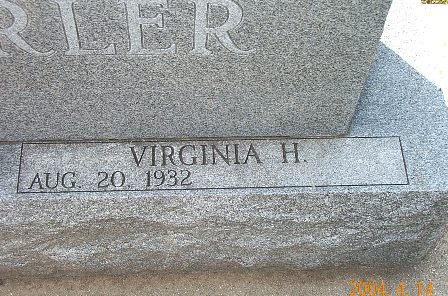 RLER
VIRGINIA H.
AUG. 20. 1932
2004 4 14